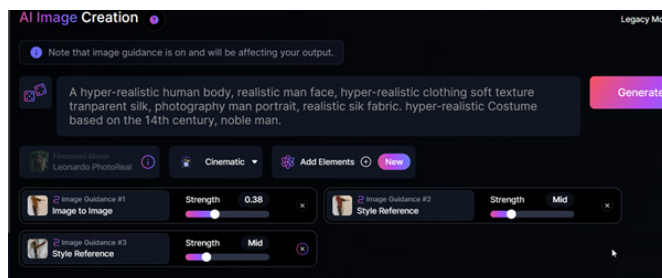 AI Image Creation ?
Legacy Mo
Note that image guidance is on and will be affecting your output.
A hyper-realistic human body, realistic man face, hyper-realistic clothing soft texture
tranparent silk, photography man portrait, realistic sik fabric. hyper-realistic Costume
based on the 14th century, noble man.
Generate
Finetuned Model
Leonardo PhotoReal
Cinematic
Add Elements
New
Image Guidance #1
Image to Image
Strength 0.38
Image Guidance #2
Style Reference
Strength Mid
Image Guidance #3
Style Reference
Strength Mid